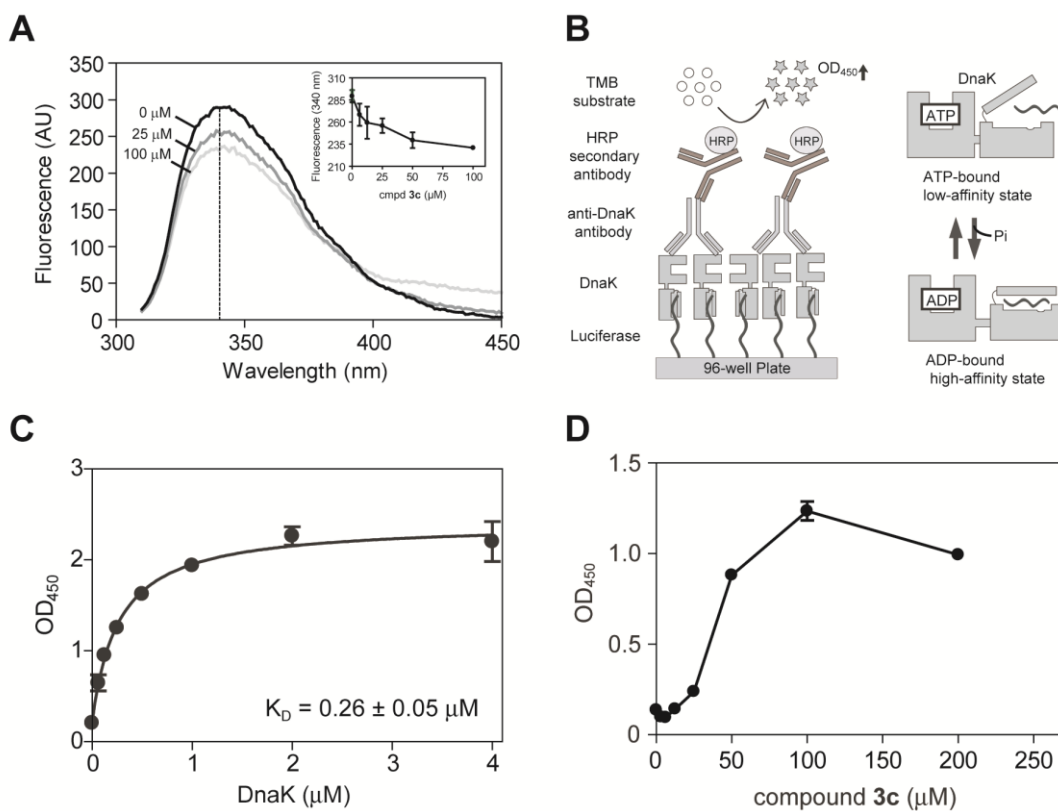 A
Fluorescence (AU)
350
300
250
200
150
100
50
0
0 μM
25 μM
100 μM
300
350
400
450
Wavelength (nm)
Fluorescence (340 nm)
310
290
270
250
230
210
0
25
50
75
100
cmpd 3c (μM)
B
TMB
substrate
OD450
HRP
secondary
antibody
HRP
HRP
anti-DnaK
antibody
DnaK
Luciferase
96-well Plate
DnaK
ATP
ATP-bound
low-affinity state
Pi
ADP
ADP-bound
high-affinity state
C
OD450
3
2
1
0
0
1
2
3
4
KD = 0.26 ± 0.05 μM
DnaK (μM)
D
OD450
1.5
1.0
0.5
0
0
50
100
150
200
250
compound 3c (μM)